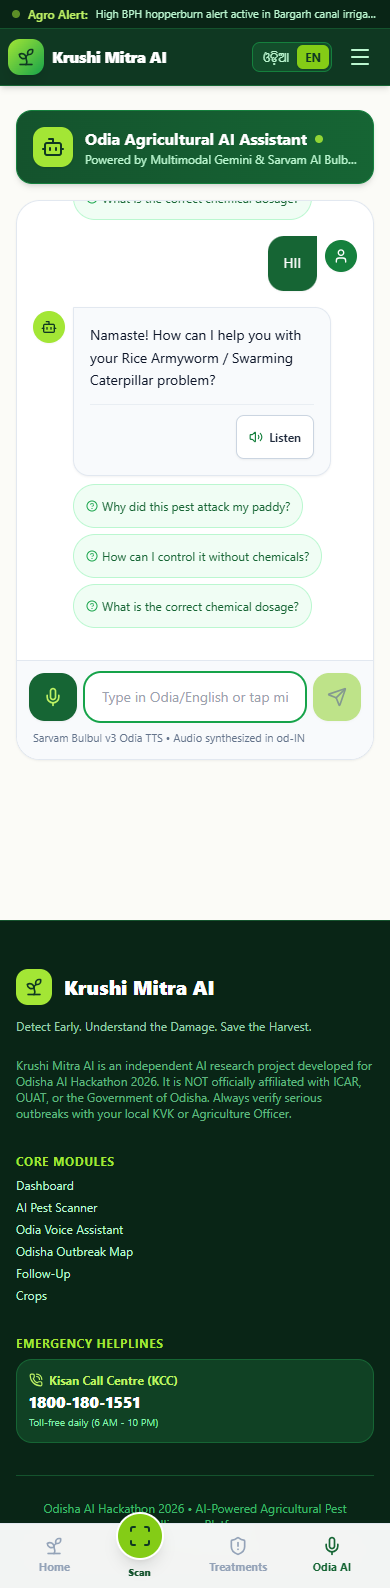 Agro Alert: High BPH hopperburn alert active in Bargarh canal irriga...
Krushi Mitra AI
ଓଡ଼ିଆ EN
Odia Agricultural AI Assistant
Powered by Multimodal Gemini & Sarvam AI Bulb...
What is the correct chemical dosage?
HII
Namaste! How can I help you with
your Rice Armyworm / Swarming
Caterpillar problem?
Listen
Why did this pest attack my paddy?
How can I control it without chemicals?
What is the correct chemical dosage?
Type in Odia/English or tap mi
Sarvam Bulbul v3 Odia TTS • Audio synthesized in od-IN
Krushi Mitra AI
Detect Early. Understand the Damage. Save the Harvest.
Krushi Mitra AI is an independent AI research project developed for
Odisha AI Hackathon 2026. It is NOT officially affiliated with ICAR,
OUAT, or the Government of Odisha. Always verify serious
outbreaks with your local KVK or Agriculture Officer.
CORE MODULES
Dashboard
AI Pest Scanner
Odia Voice Assistant
Odisha Outbreak Map
Follow-Up
Crops
EMERGENCY HELPLINES
Kisan Call Centre (KCC)
1800-180-1551
Toll-free daily (6 AM - 10 PM)
Odisha AI Hackathon 2026 • AI-Powered Agricultural Pest
Home
Scan
Treatments
Odia AI